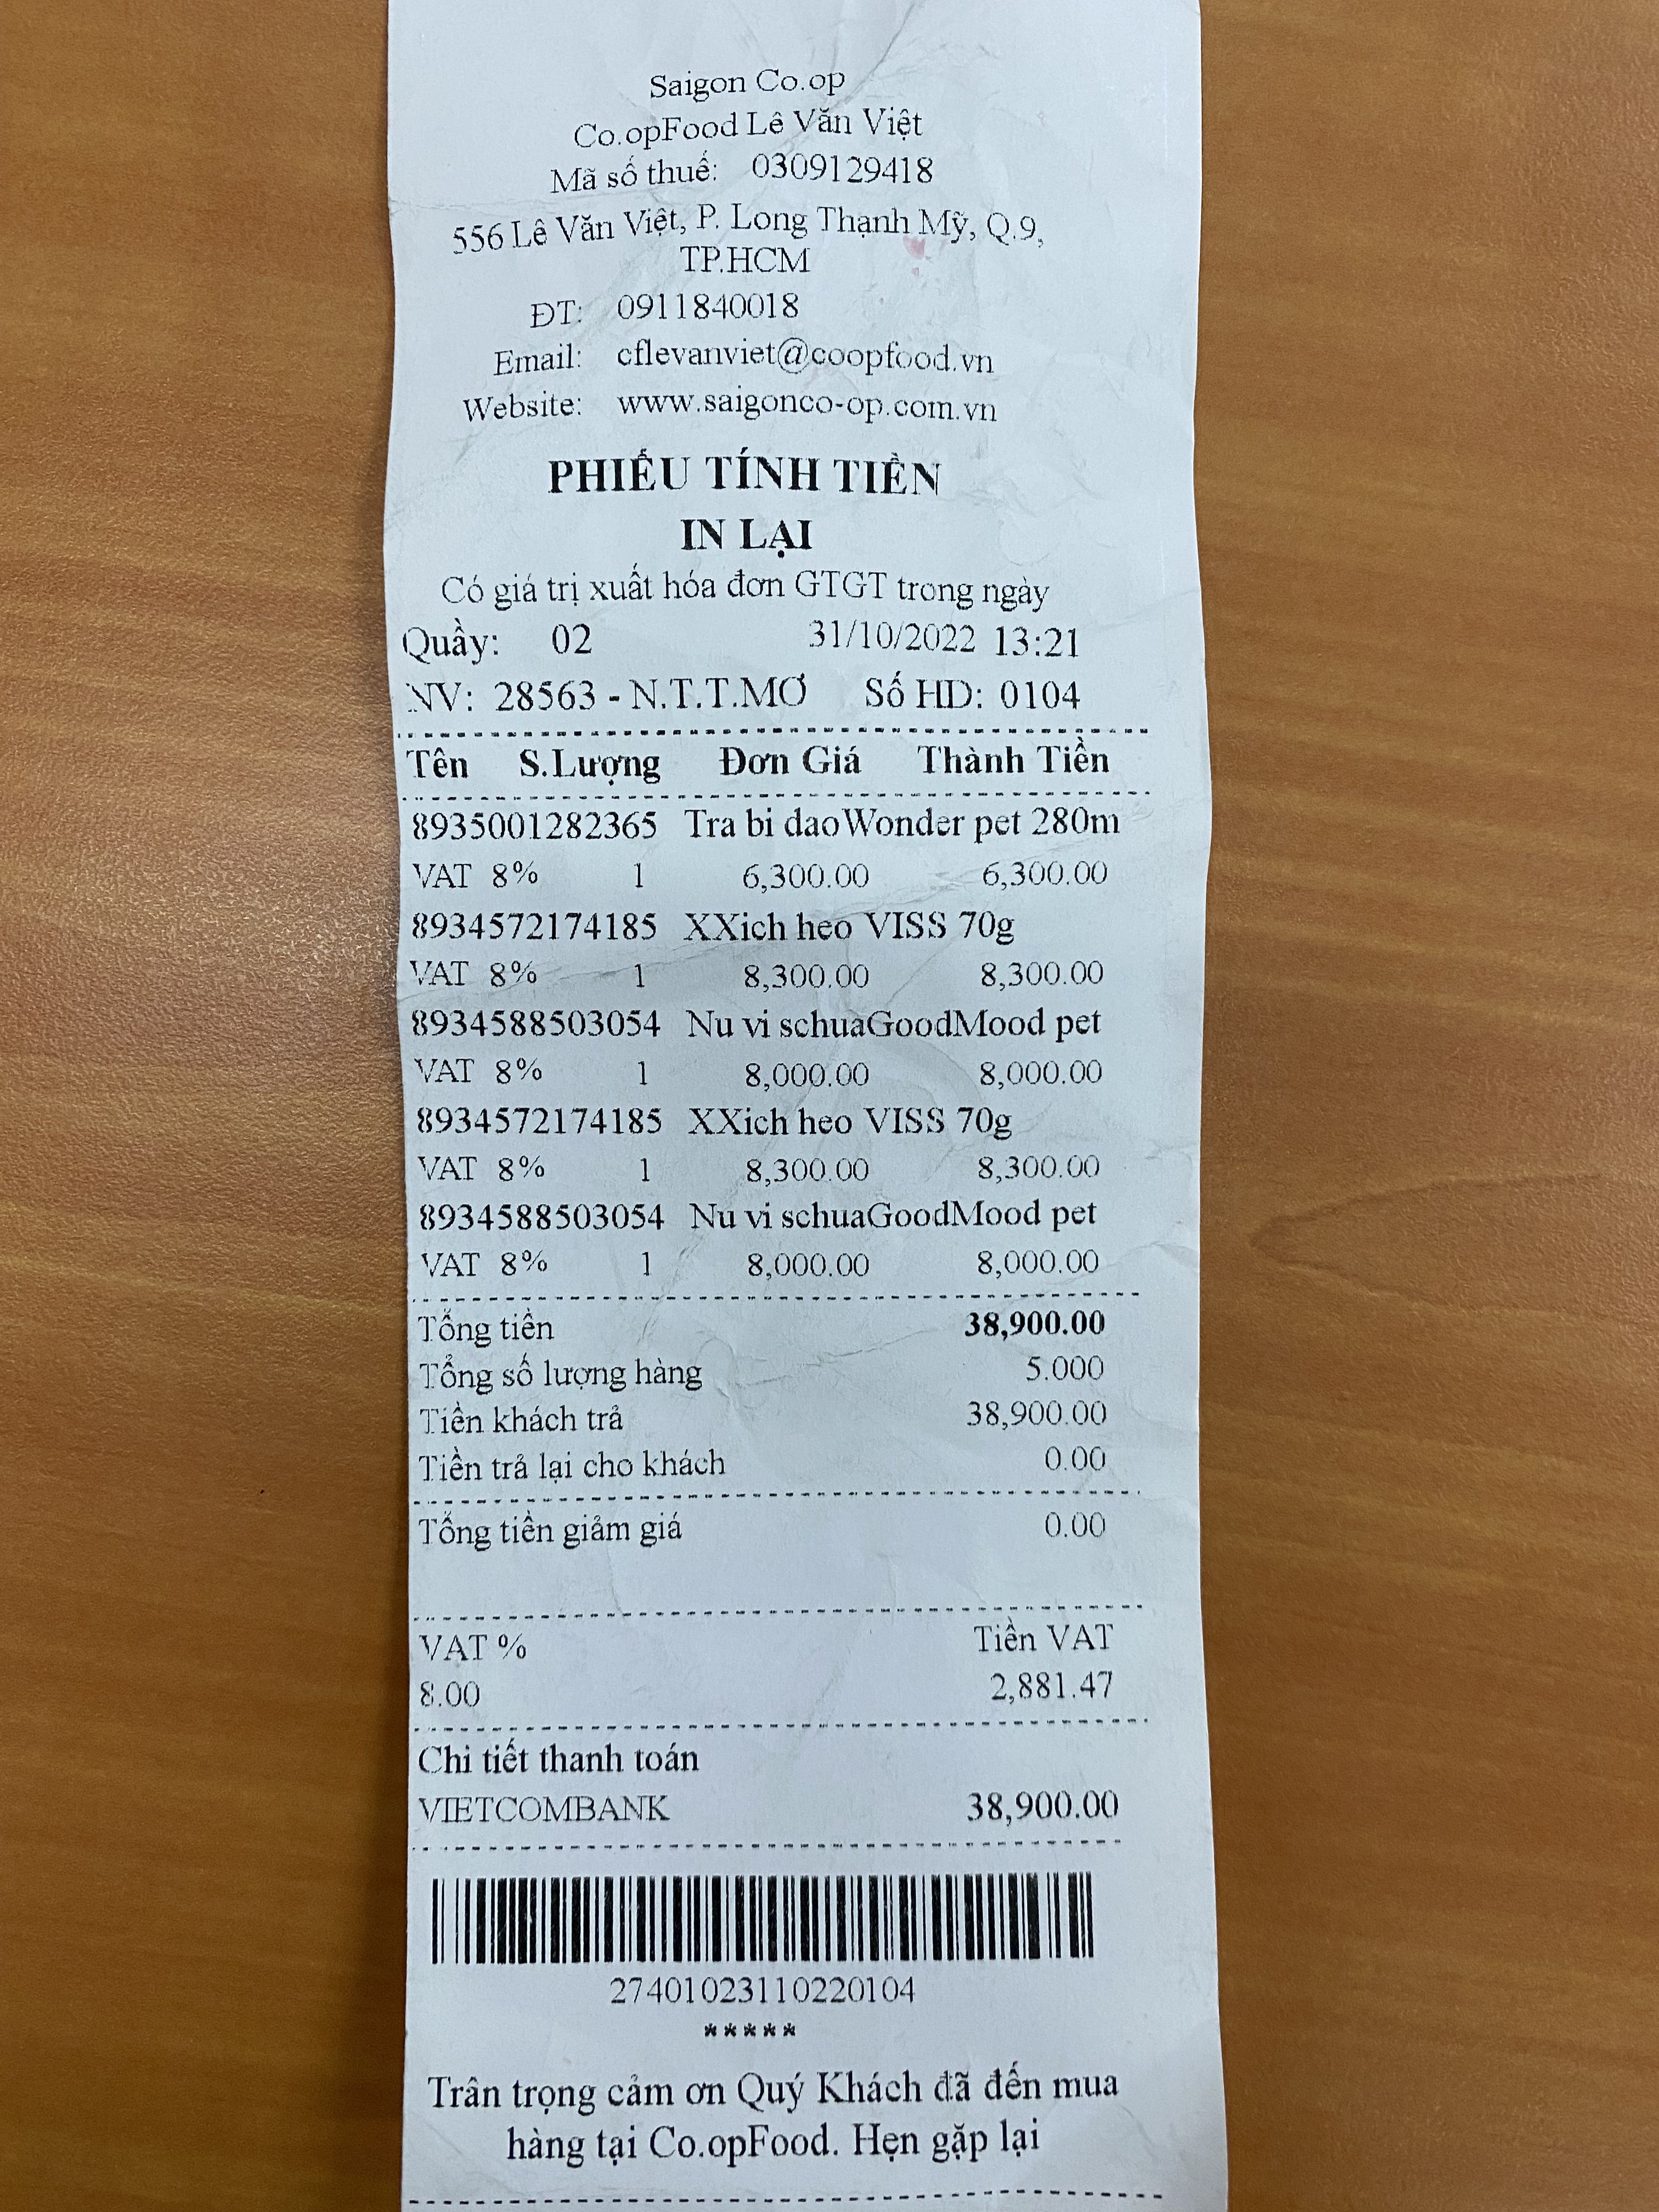 Saigon Co.op
Co.opFood Lê Văn Việt
Mã số thuế: 0309129418
556 Lê Văn Việt, P. Long Thạnh Mỹ, Q.9,
TP.HCM
ĐT: 0911840018
Email: cflevanviet@coopfood.vn
Website: www.saigonco-op.com.vn
PHIẾU TÍNH TIỀN
IN LẠI
Có giá trị xuất hóa đơn GTGT trong ngày
Quầy: 02 31/10/2022 13:21
NV: 28563 - N.T.T.MƠ Số HD: 0104
Tên S.Lượng Đơn Giá Thành Tiền
8935001282365 Tra bi daoWonder pet 280m
VAT 8% 1 6,300.00 6,300.00
8934572174185 XXich heo VISS 70g
VAT 8% 1 8,300.00 8,300.00
8934588503054 Nu vi schuaGoodMood pet
VAT 8% 1 8,000.00 8,000.00
8934572174185 XXich heo VISS 70g
VAT 8% 1 8,300.00 8,300.00
8934588503054 Nu vi schuaGoodMood pet
VAT 8% 1 8,000.00 8,000.00
Tổng tiền 38,900.00
Tổng số lượng hàng 5.000
Tiền khách trả 38,900.00
Tiền trả lại cho khách 0.00
Tổng tiền giảm giá 0.00
VAT % Tiền VAT
8.00 2,881.47
Chi tiết thanh toán
VIETCOMBANK 38,900.00
27401023110220104
*****
Trân trọng cảm ơn Quý Khách đã đến mua
hàng tại Co.opFood. Hẹn gặp lại